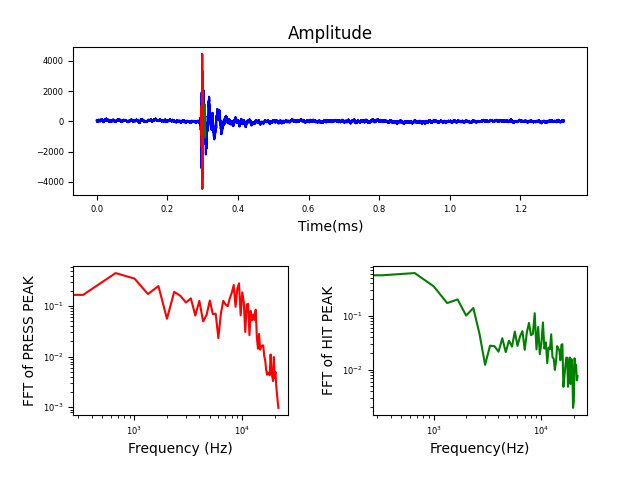 Amplitude
4000
2000
0
−2000
−4000
0.0 0.2 0.4 0.6 0.8 1.0 1.2
Time(ms)
FFT of PRESS PEAK
10⁻¹
10⁻²
10⁻³
10³ 10⁴
Frequency (Hz)
FFT of HIT PEAK
10⁻¹
10⁻²
10³ 10⁴
Frequency(Hz)